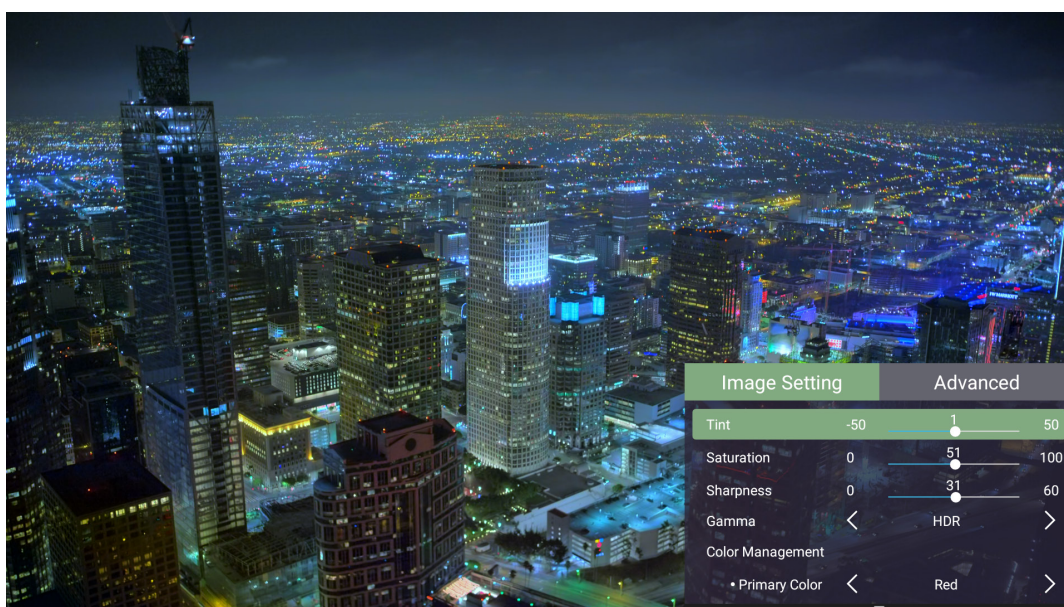 Image Setting Advanced
Tint -50 1 50
Saturation 0 51 100
Sharpness 0 31 60
Gamma HDR
Color Management
• Primary Color Red